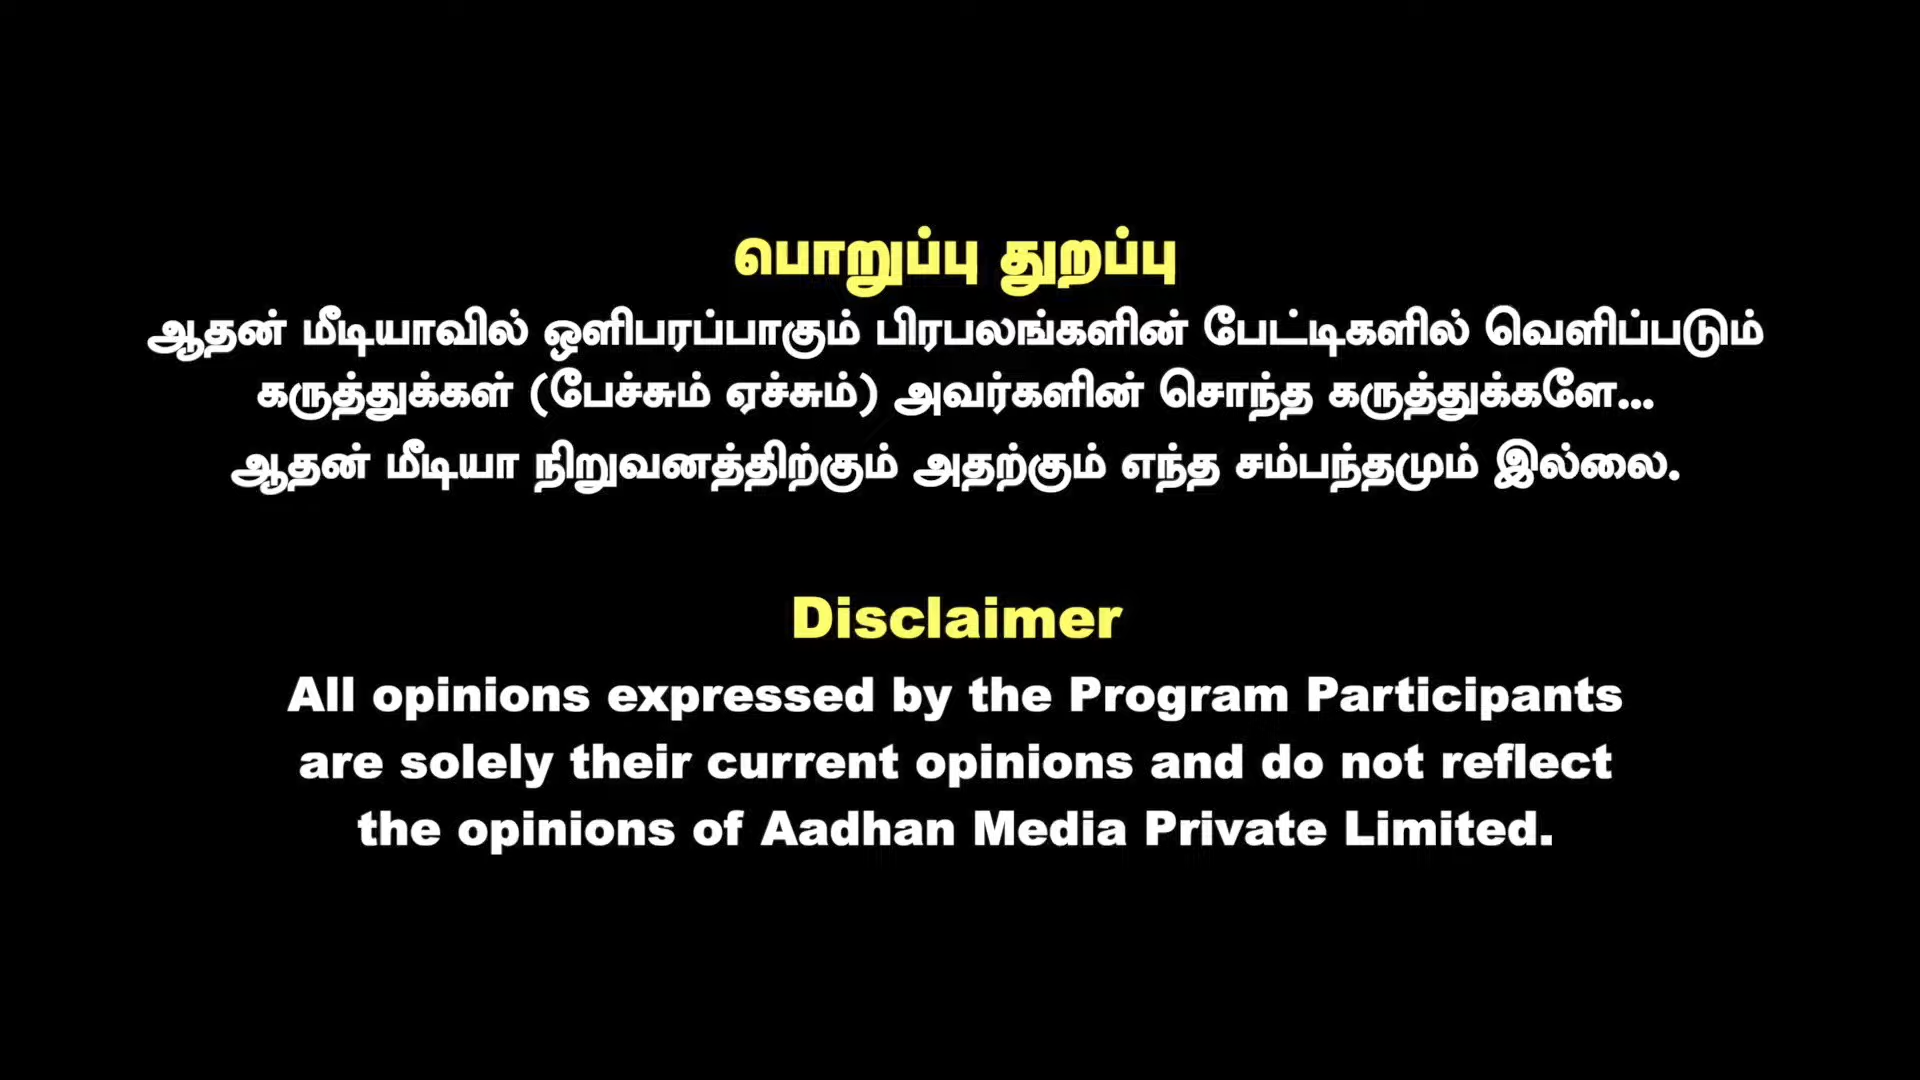 பொறுப்பு துறப்பு
ஆதன் மீடியாவில் ஒளிபரப்பாகும் பிரபலங்களின் பேட்டிகளில் வெளிப்படும்
கருத்துக்கள் (பேச்சும் ஏச்சும்) அவர்களின் சொந்த கருத்துக்களே...
ஆதன் மீடியா நிறுவனத்திற்கும் அதற்கும் எந்த சம்பந்தமும் இல்லை.
Disclaimer
All opinions expressed by the Program Participants
are solely their current opinions and do not reflect
the opinions of Aadhan Media Private Limited.